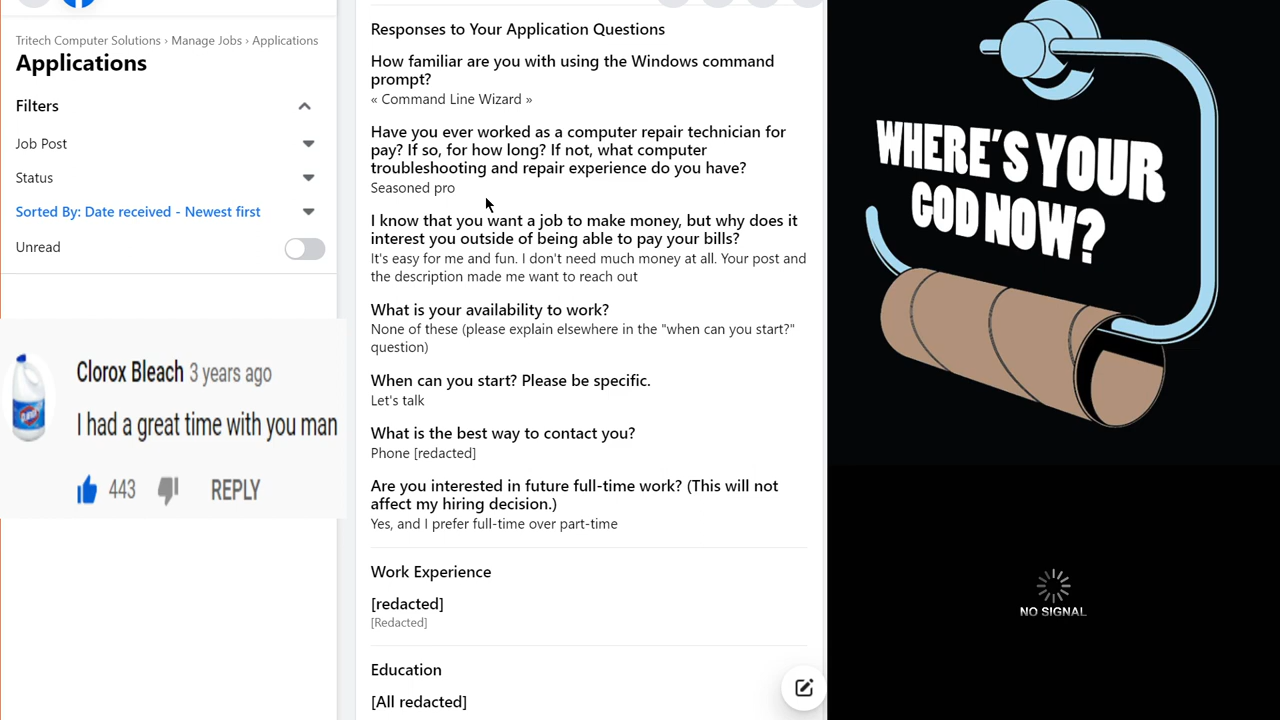 Tritech Computer Solutions › Manage Jobs › Applications
Applications
Filters
Job Post
Status
Sorted By: Date received - Newest first
Unread
Clorox Bleach 3 years ago
I had a great time with you man
443 REPLY
Responses to Your Application Questions
How familiar are you with using the Windows command
prompt?
« Command Line Wizard »
Have you ever worked as a computer repair technician for
pay? If so, for how long? If not, what computer
troubleshooting and repair experience do you have?
Seasoned pro
I know that you want a job to make money, but why does it
interest you outside of being able to pay your bills?
It's easy for me and fun. I don't need much money at all. Your post and
the description made me want to reach out
What is your availability to work?
None of these (please explain elsewhere in the "when can you start?"
question)
When can you start? Please be specific.
Let's talk
What is the best way to contact you?
Phone [redacted]
Are you interested in future full-time work? (This will not
affect my hiring decision.)
Yes, and I prefer full-time over part-time
Work Experience
[redacted]
[Redacted]
Education
[All redacted]
WHERE'S YOUR
GOD NOW?
NO SIGNAL